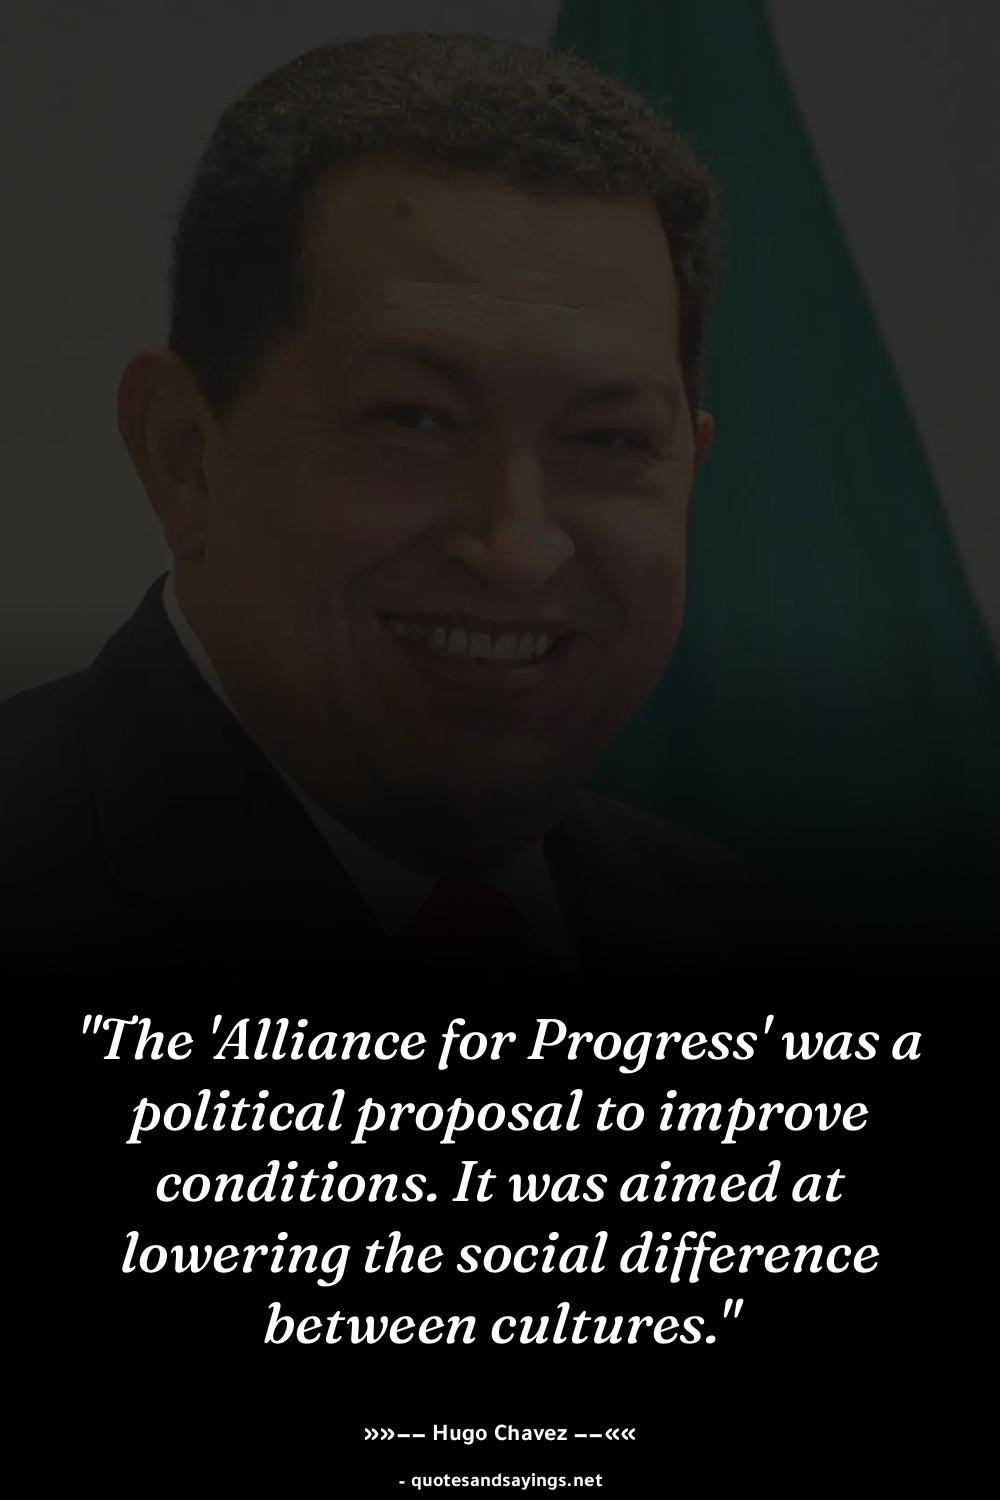 "The 'Alliance for Progress' was a
political proposal to improve
conditions. It was aimed at
lowering the social difference
between cultures."
»»−− Hugo Chavez −−««
- quotesandsayings.net